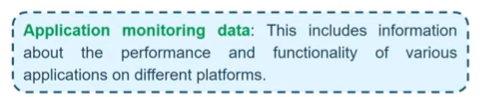 Application monitoring data: This includes information
about the performance and functionality of various
applications on different platforms.